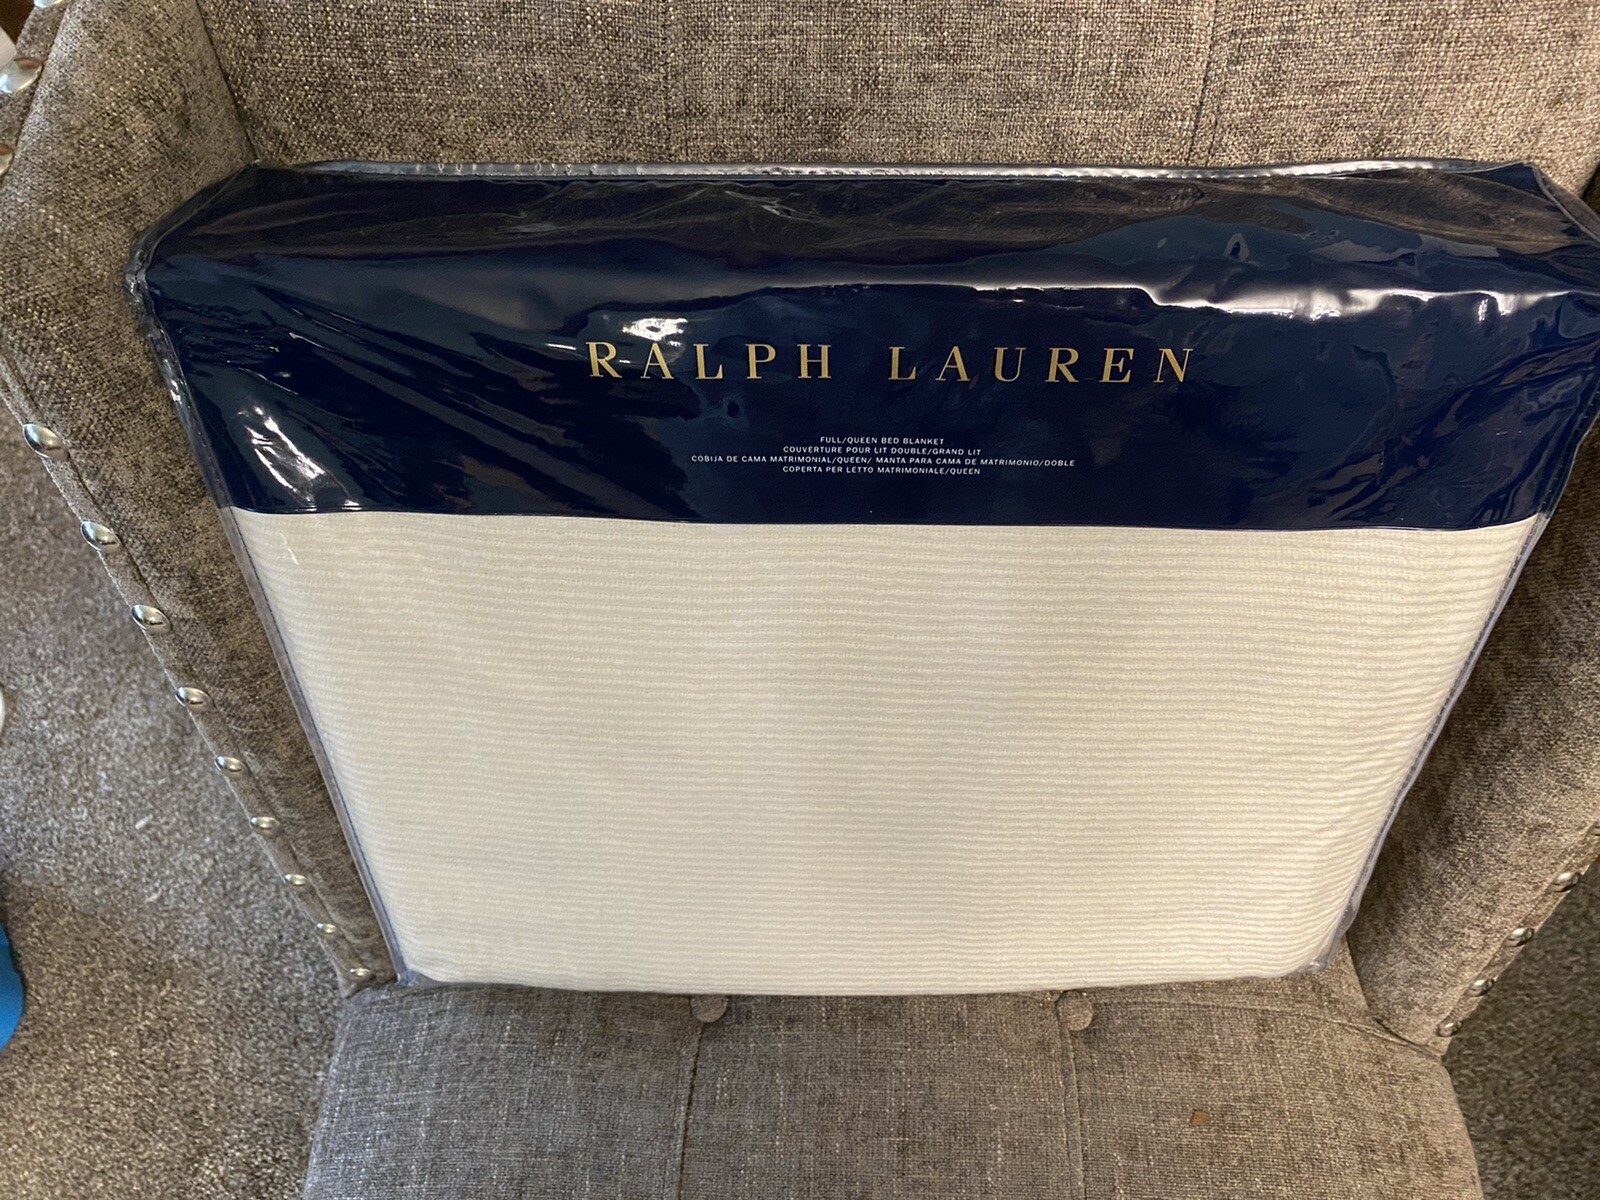 RALPH LAUREN
FULL/QUEEN BED BLANKET
COUVERTURE POUR LIT DOUBLE/GRAND LIT
COBIJA DE CAMA MATRIMONIAL/QUEEN/ MANTA PARA CAMA DE MATRIMONIO/DOBLE
COPERTA PER LETTO MATRIMONIALE/QUEEN